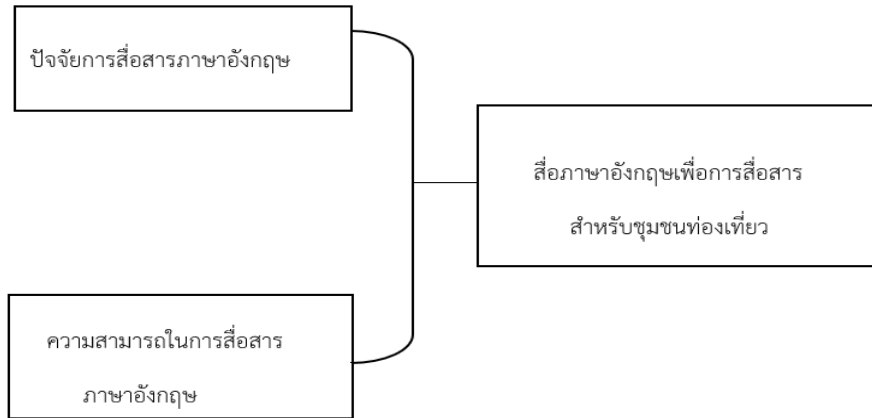 ปัจจัยการสื่อสารภาษาอังกฤษ
สื่อภาษาอังกฤษเพื่อการสื่อสาร
สำหรับชุมชนท่องเที่ยว
ความสามารถในการสื่อสาร
ภาษาอังกฤษ